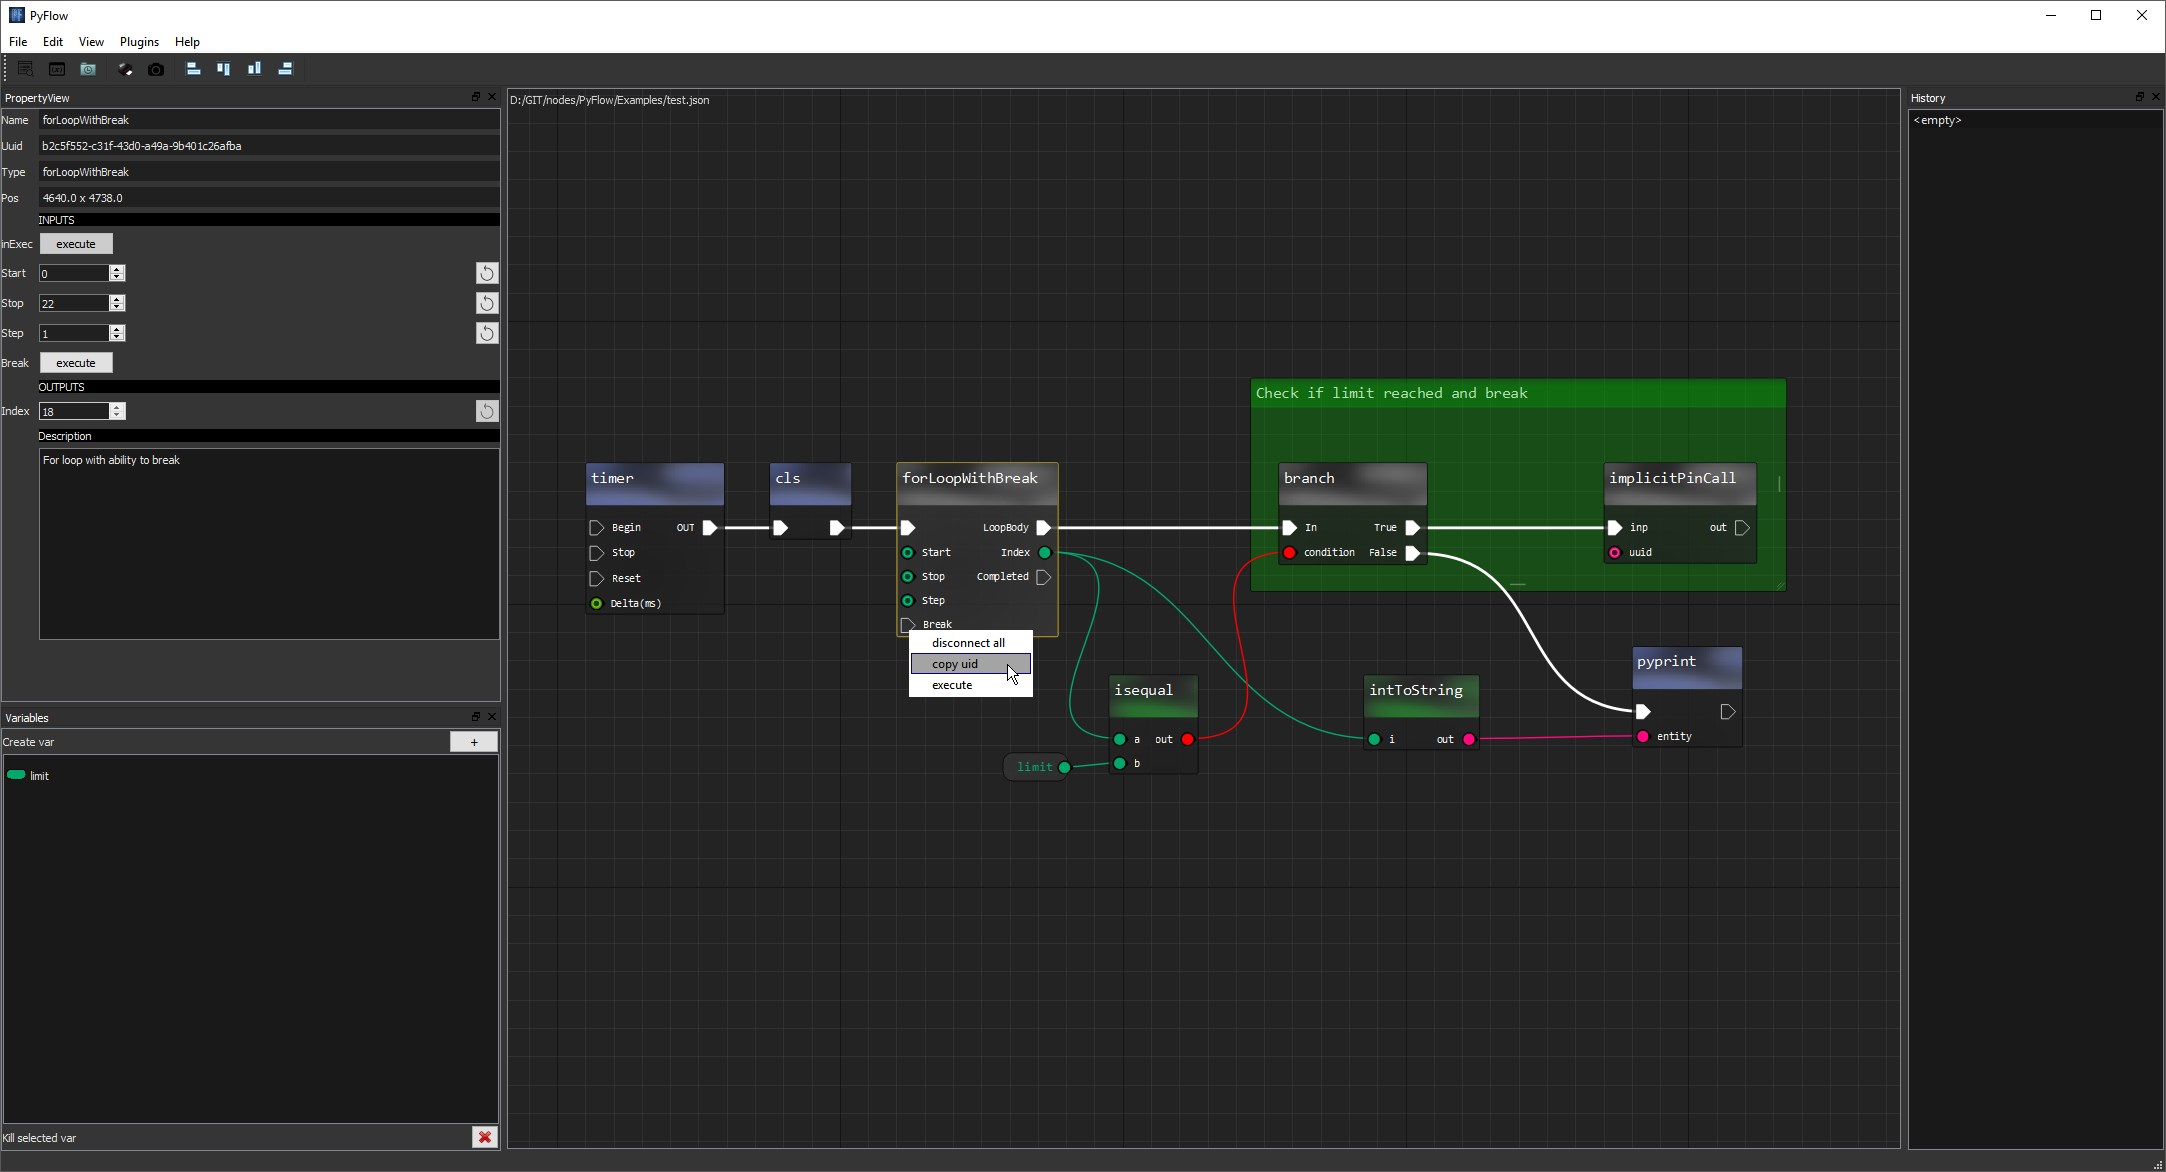 PyFlow
File Edit View Plugins Help
PropertyView
Name forLoopWithBreak
Uuid b2c5f552-c31f-43d0-a49a-9b401c26afba
Type forLoopWithBreak
Pos 4640.0 x 4738.0
INPUTS
inExec execute
Start 0
Stop 22
Step 1
Break execute
OUTPUTS
Index 18
Description
For loop with ability to break
Variables
Create var +
limit
Kill selected var
D:/GIT/nodes/PyFlow/Examples/test.json
timer
Begin OUT
Stop
Reset
Delta(ms)
cls
forLoopWithBreak
LoopBody
Start Index
Stop Completed
Step
Break
disconnect all
copy uid
execute
Check if limit reached and break
branch
In True
condition False
implicitPinCall
inp out
uuid
isequal
a out
b
limit
intToString
i out
pyprint
entity
History
<empty>